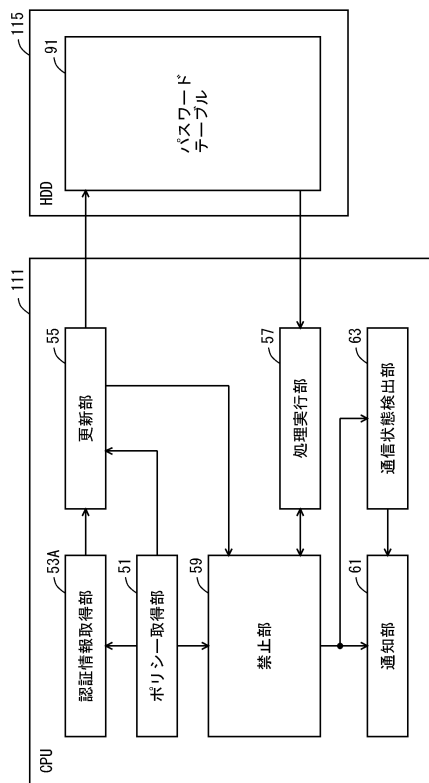 CPU
111
認証情報取得部
53A
更新部
55
ポリシー取得部
51
禁止部
59
処理実行部
57
通知部
61
通信状態検出部
63
HDD
115
パスワード
テーブル
91